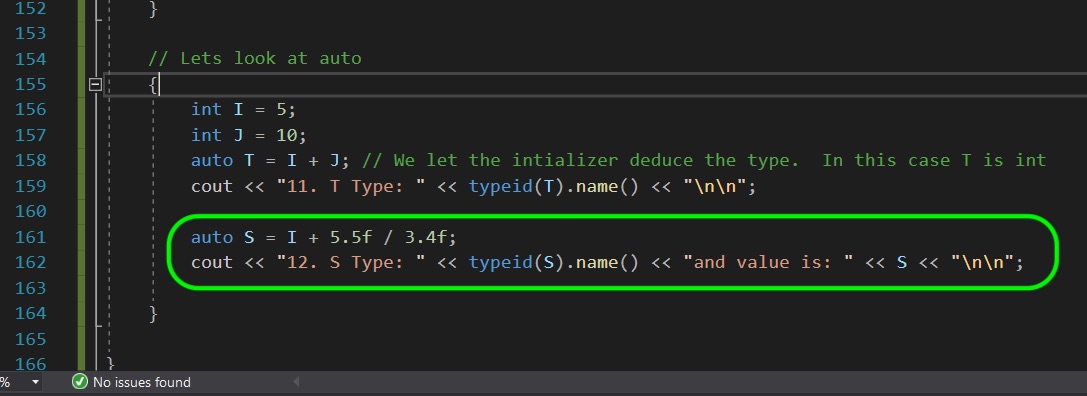 152 }
153
154 // Lets look at auto
155 {
156 int I = 5;
157 int J = 10;
158 auto T = I + J; // We let the intializer deduce the type.  In this case T is int
159 cout << "11. T Type: " << typeid(T).name() << "\n\n";
160
161 auto S = I + 5.5f / 3.4f;
162 cout << "12. S Type: " << typeid(S).name() << "and value is: " << S << "\n\n";
163
164 }
165
166 }
% No issues found